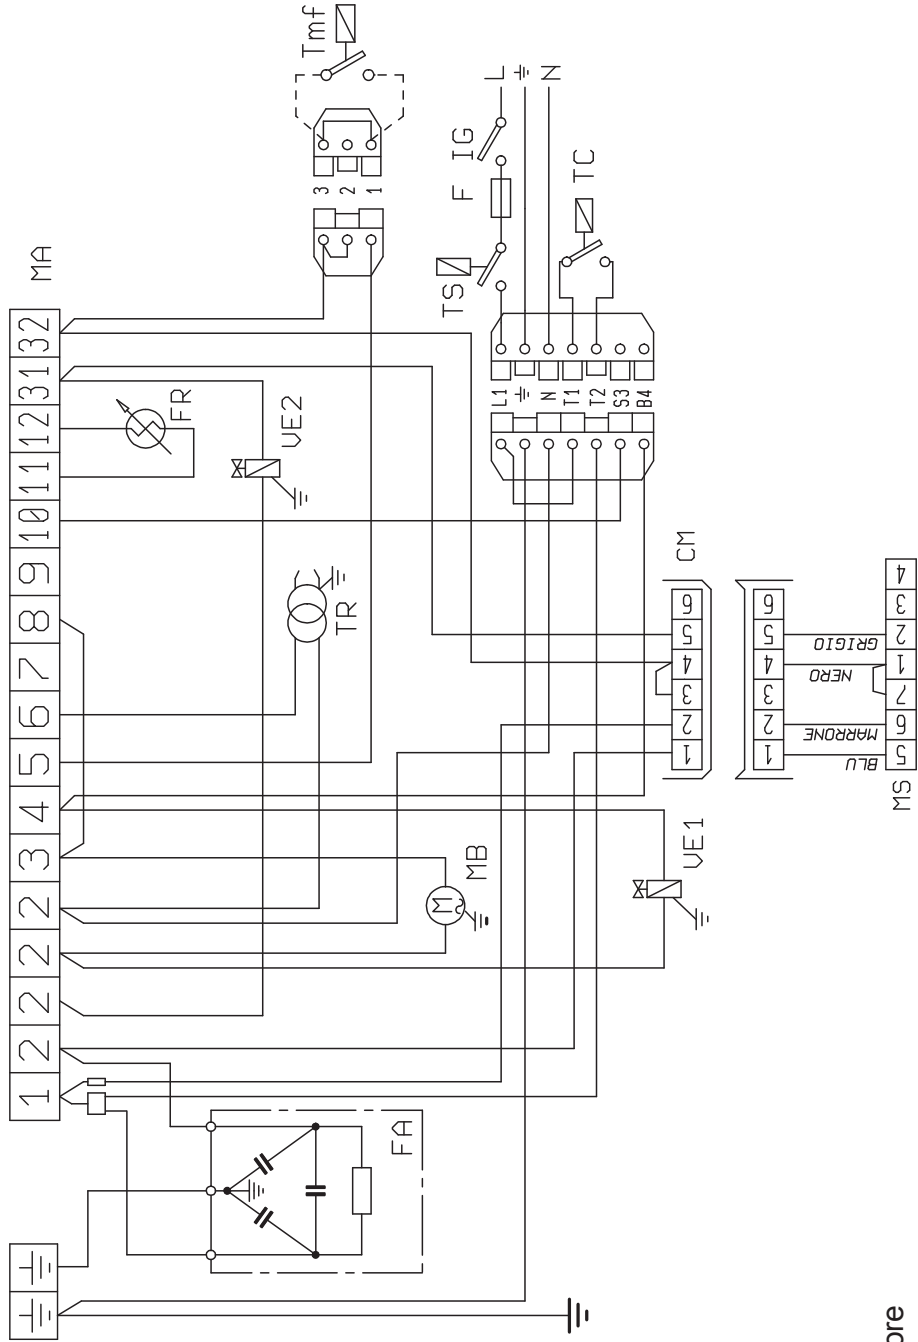 MA
1 2 2 2 2 3 4 5 6 7 8 9 10 11 12 31 32
FR
VE2
TR
Tmf
3 2 1
L
N
IG
F
TS
TC
L1 N T1 T2 S3 B4
MB
M
VE1
FA
CM
1 2 3 4 5 6
1 2 3 4 5 6
BLU
MARRONE
NERO
GRIGIO
MS
5 6 7 1 2 3 4
ore